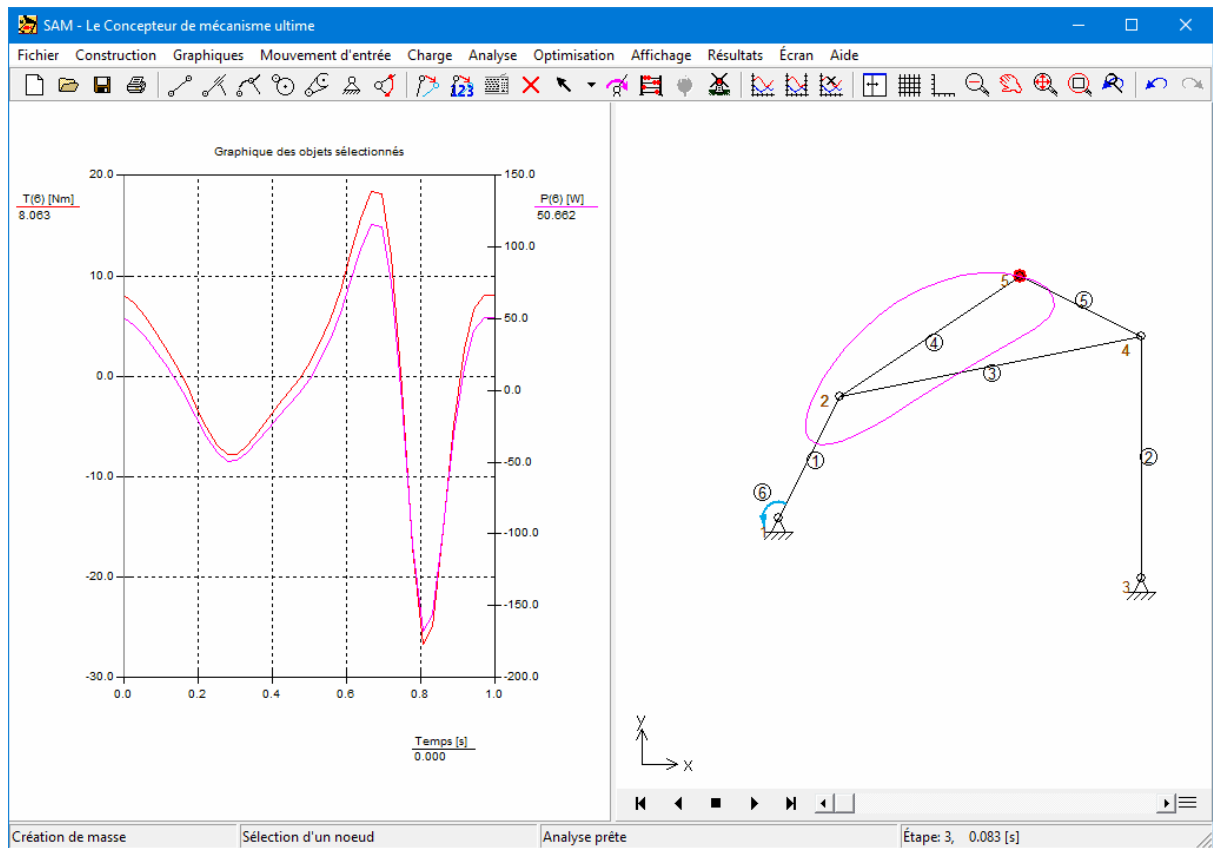 SAM - Le Concepteur de mécanisme ultime
Fichier Construction Graphiques Mouvement d'entrée Charge Analyse Optimisation Affichage Résultats Écran Aide
123
Graphique des objets sélectionnés
T(6) [Nm]
8.063
20.0
10.0
0.0
-10.0
-20.0
-30.0
150.0
100.0
50.0
0.0
-50.0
-100.0
-150.0
-200.0
P(6) [W]
50.662
0.0 0.2 0.4 0.6 0.8 1.0
Temps [s]
0.000
5
5
4
4
3
2
1
2
6
1
3
y
x
Création de masse
Sélection d'un noeud
Analyse prête
Étape: 3, 0.083 [s]